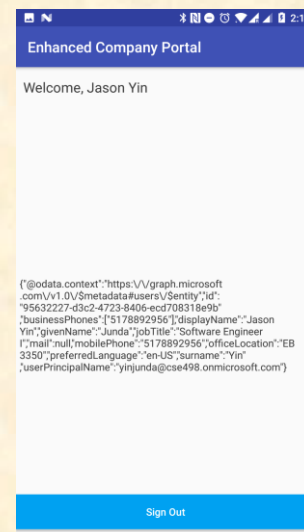 2:1
Enhanced Company Portal
Welcome, Jason Yin
{"@odata.context":"https:\/\/graph.microsoft
.com\/v1.0\/$metadata#users\/$entity","id":
"95632227-d3c2-4723-8406-ecd708318e9b"
,"businessPhones":["5178892956"],"displayName":"Jason
Yin","givenName":"Junda","jobTitle":"Software Engineer
I","mail":null,"mobilePhone":"5178892956","officeLocation":"EB
3350","preferredLanguage":"en-US","surname":"Yin"
,"userPrincipalName":"yinjunda@cse498.onmicrosoft.com"}
Sign Out